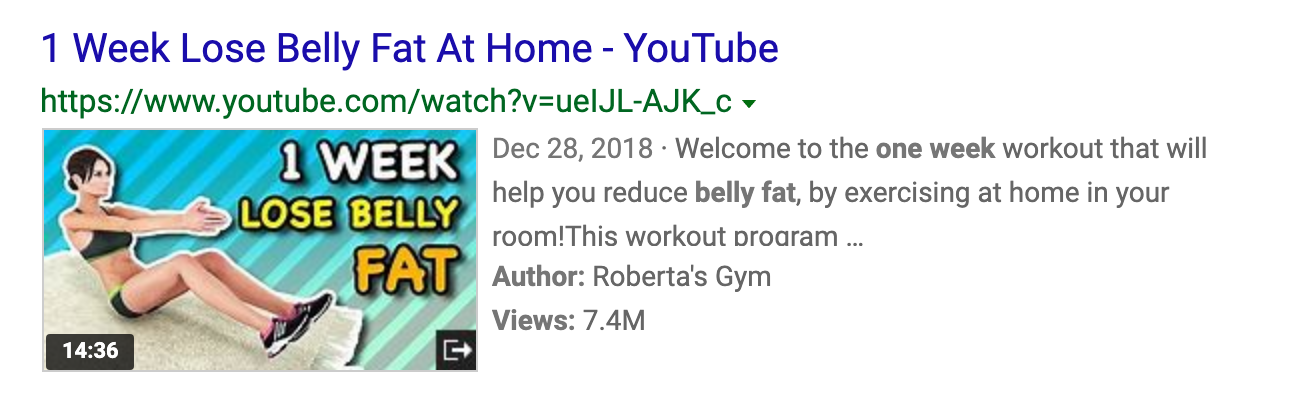 1 Week Lose Belly Fat At Home - YouTube
https://www.youtube.com/watch?v=ueIJL-AJK_c
1 WEEK
LOSE BELLY
FAT
14:36
Dec 28, 2018 · Welcome to the one week workout that will
help you reduce belly fat, by exercising at home in your
room!This workout program ...
Author: Roberta's Gym
Views: 7.4M